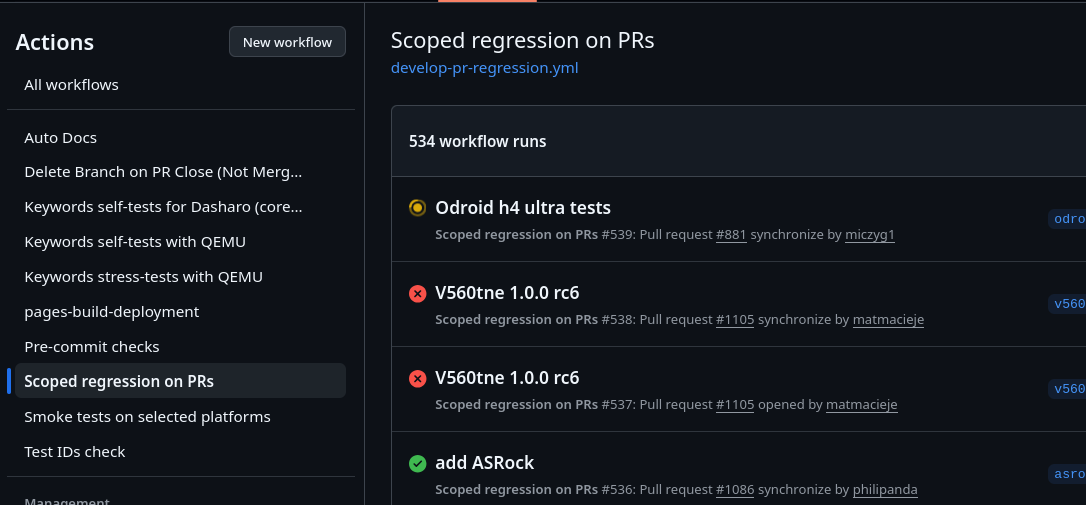 Actions
New workflow
All workflows
Auto Docs
Delete Branch on PR Close (Not Merg...
Keywords self-tests for Dasharo (core...
Keywords self-tests with QEMU
Keywords stress-tests with QEMU
pages-build-deployment
Pre-commit checks
Scoped regression on PRs
Smoke tests on selected platforms
Test IDs check
Management
Scoped regression on PRs
develop-pr-regression.yml
534 workflow runs
Odroid h4 ultra tests
odro
Scoped regression on PRs #539: Pull request #881 synchronize by miczyg1
V560tne 1.0.0 rc6
v560
Scoped regression on PRs #538: Pull request #1105 synchronize by matmacieje
V560tne 1.0.0 rc6
v560
Scoped regression on PRs #537: Pull request #1105 opened by matmacieje
add ASRock
asro
Scoped regression on PRs #536: Pull request #1086 synchronize by philipanda